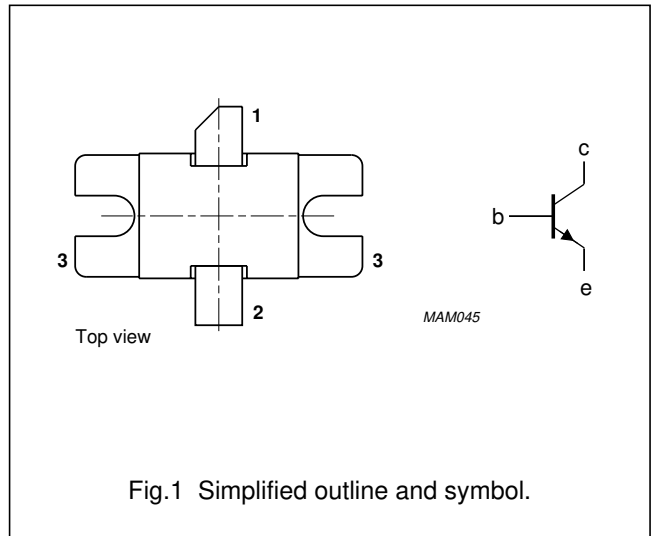 1
c
b
3
3
e
2
MAM045
Top view
Fig.1 Simplified outline and symbol.